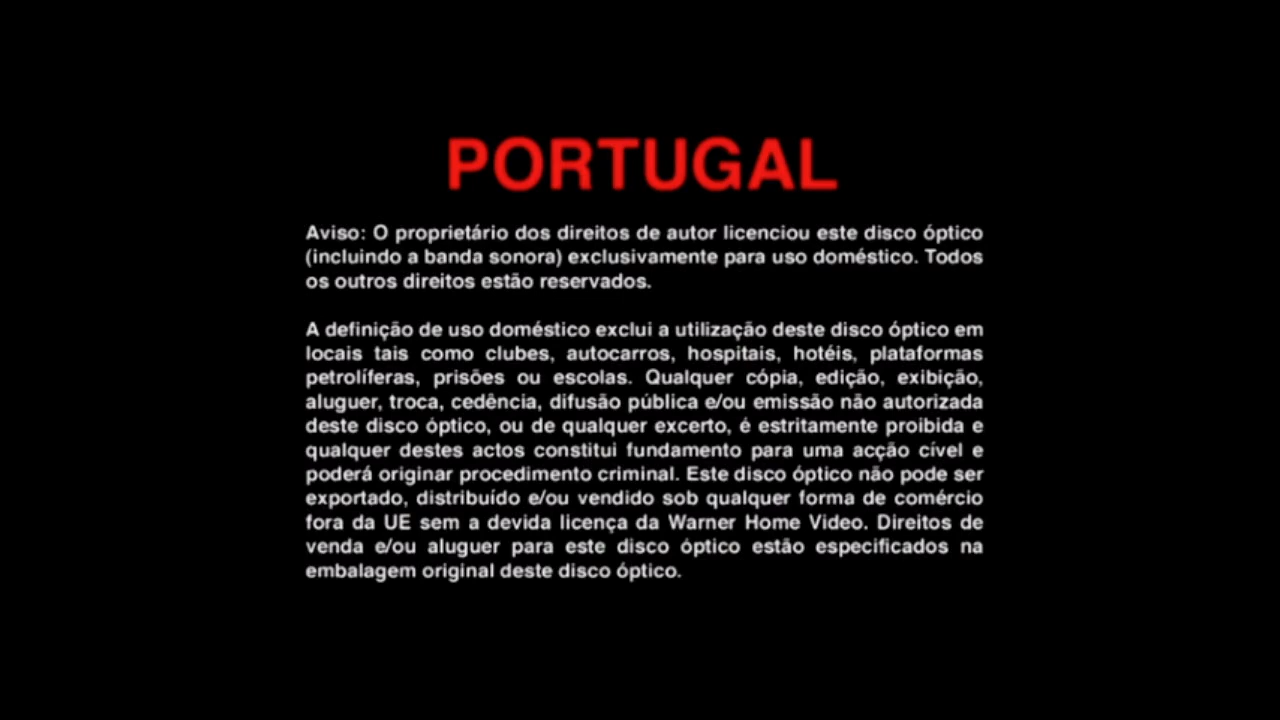 PORTUGAL
Aviso: O proprietário dos direitos de autor licenciou este disco óptico
(incluindo a banda sonora) exclusivamente para uso doméstico. Todos
os outros direitos estão reservados.
A definição de uso doméstico exclui a utilização deste disco óptico em
locais tais como clubes, autocarros, hospitais, hotéis, plataformas
petrolíferas, prisões ou escolas. Qualquer cópia, edição, exibição,
aluguer, troca, cedência, difusão pública e/ou emissão não autorizada
deste disco óptico, ou de qualquer excerto, é estritamente proibida e
qualquer destes actos constitui fundamento para uma acção cível e
poderá originar procedimento criminal. Este disco óptico não pode ser
exportado, distribuído e/ou vendido sob qualquer forma de comércio
fora da UE sem a devida licença da Warner Home Video. Direitos de
venda e/ou aluguer para este disco óptico estão especificados na
embalagem original deste disco óptico.